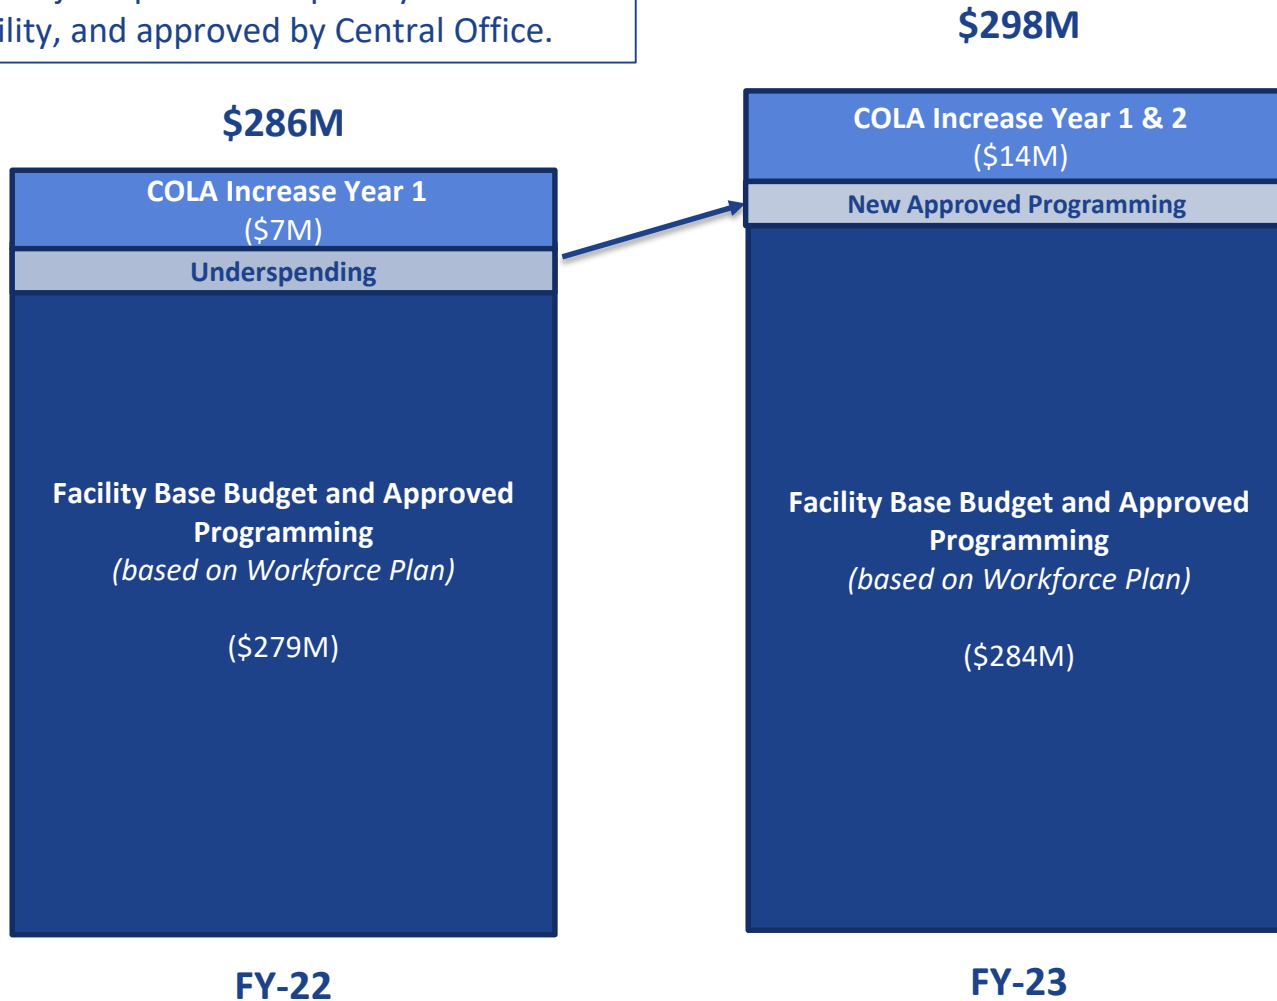 ility, and approved by Central Office.
$286M
COLA Increase Year 1
($7M)
Underspending
Facility Base Budget and Approved
Programming
(based on Workforce Plan)
($279M)
FY-22
$298M
COLA Increase Year 1 & 2
($14M)
New Approved Programming
Facility Base Budget and Approved
Programming
(based on Workforce Plan)
($284M)
FY-23